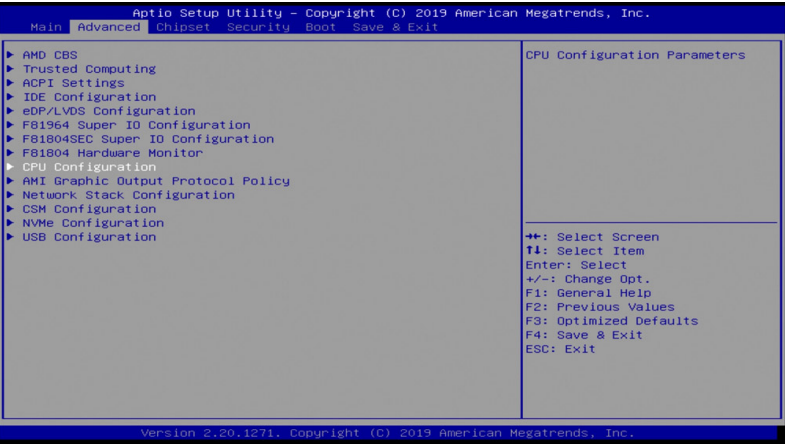 Aptio Setup Utility – Copyright (C) 2019 American Megatrends, Inc.
Main Advanced Chipset Security Boot Save & Exit
▶ AMD CBS
▶ Trusted Computing
▶ ACPI Settings
▶ IDE Configuration
▶ eDP/LVDS Configuration
▶ F81964 Super IO Configuration
▶ F81804SEC Super IO Configuration
▶ F81804 Hardware Monitor
▶ CPU Configuration
▶ AMI Graphic Output Protocol Policy
▶ Network Stack Configuration
▶ CSM Configuration
▶ NVMe Configuration
▶ USB Configuration
CPU Configuration Parameters
→←: Select Screen
↑↓: Select Item
Enter: Select
+/-: Change Opt.
F1: General Help
F2: Previous Values
F3: Optimized Defaults
F4: Save & Exit
ESC: Exit
Version 2.20.1271. Copyright (C) 2019 American Megatrends, Inc.